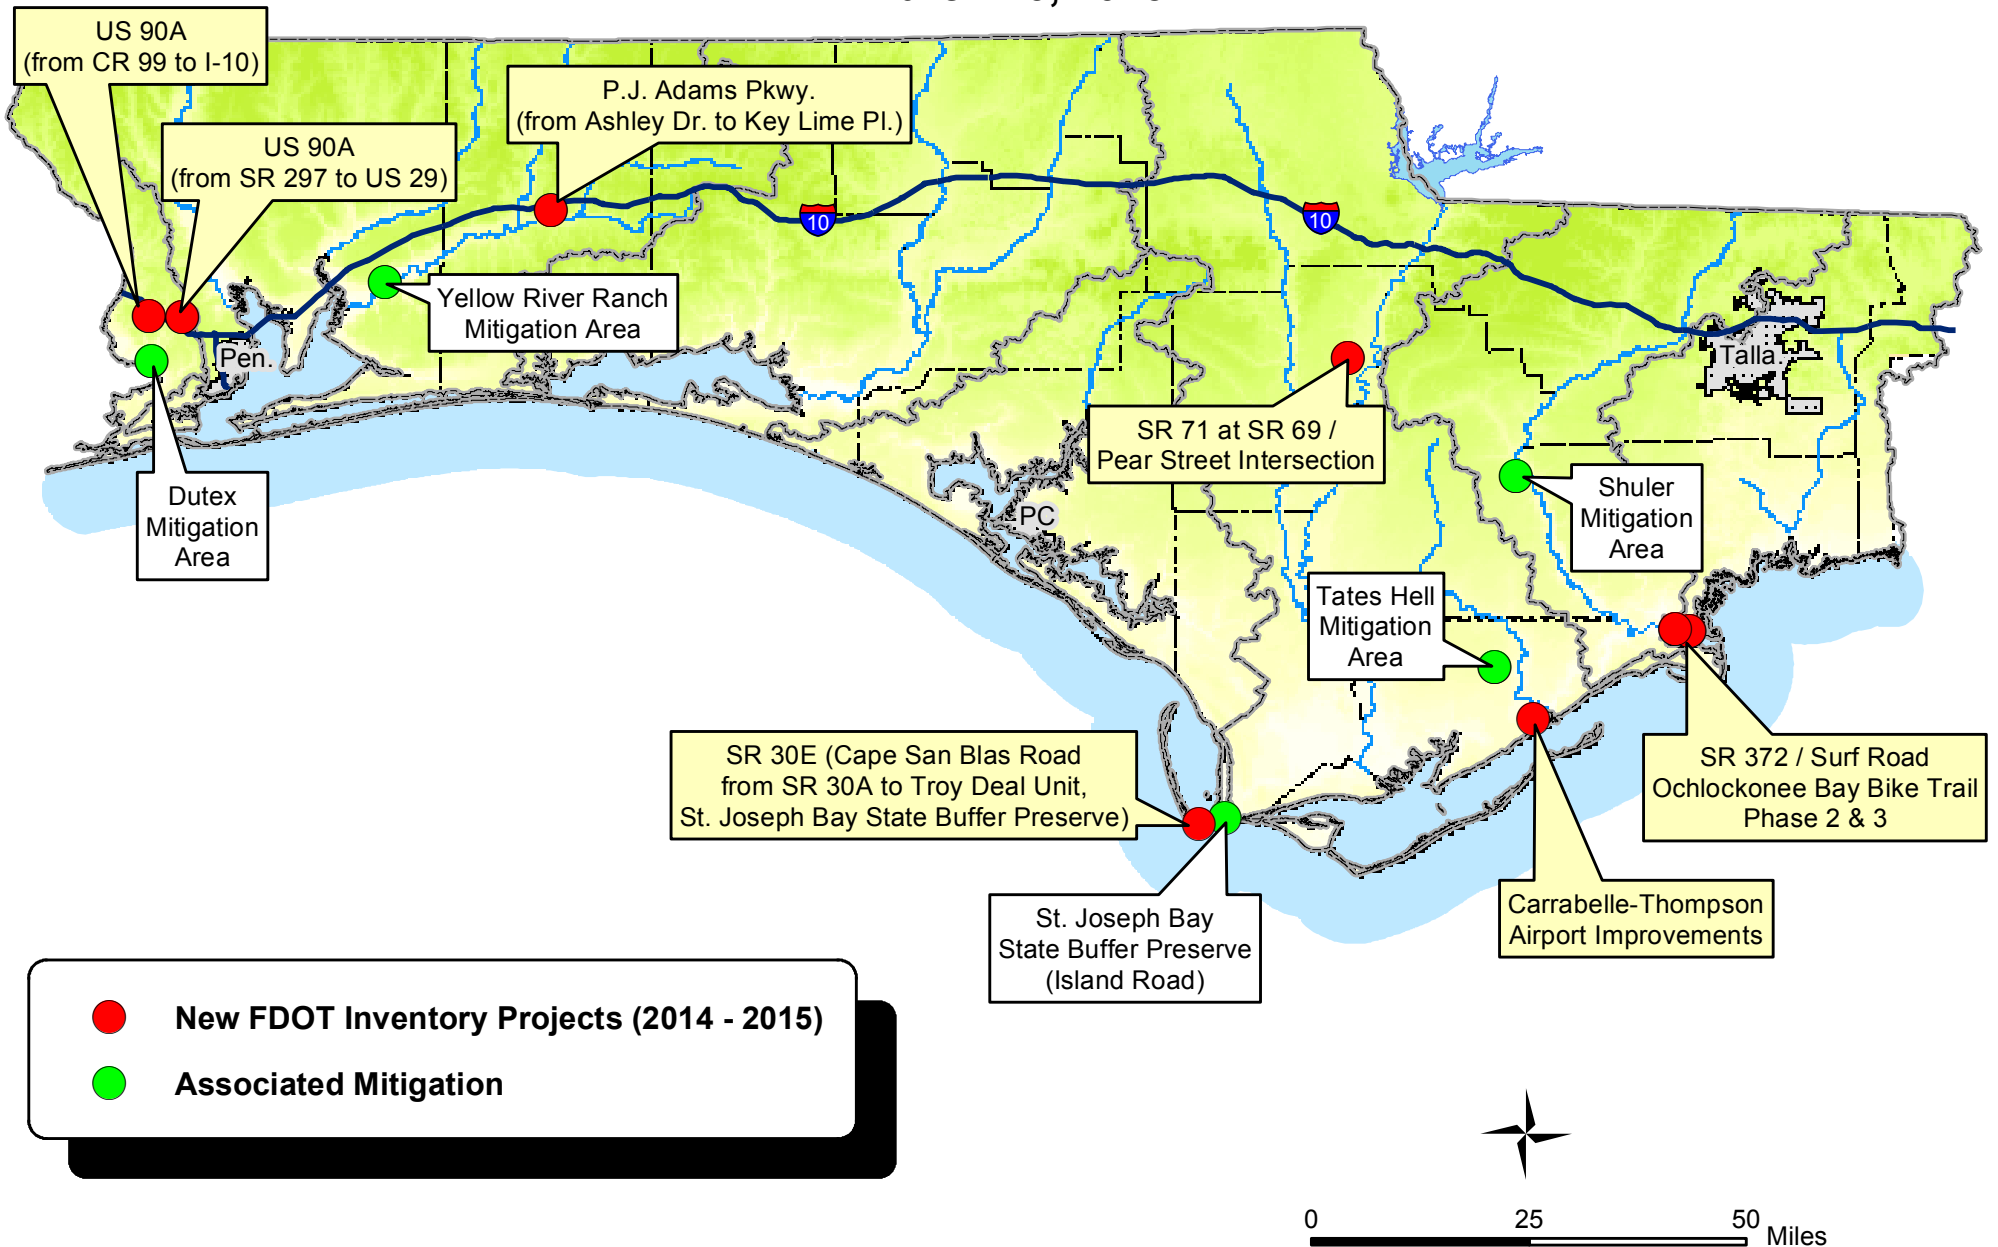 US 90A
(from CR 99 to I-10)
P.J. Adams Pkwy.
(from Ashley Dr. to Key Lime Pl.)
US 90A
(from SR 297 to US 29)
10
10
Yellow River Ranch
Mitigation Area
Pen.
Talla.
SR 71 at SR 69 /
Pear Street Intersection
Dutex
Mitigation
Area
PC
Shuler
Mitigation
Area
Tates Hell
Mitigation
Area
SR 30E (Cape San Blas Road
from SR 30A to Troy Deal Unit,
St. Joseph Bay State Buffer Preserve)
SR 372 / Surf Road
Ochlockonee Bay Bike Trail
Phase 2 & 3
St. Joseph Bay
State Buffer Preserve
(Island Road)
Carrabelle-Thompson
Airport Improvements
New FDOT Inventory Projects (2014 - 2015)
Associated Mitigation
0 25 50 Miles